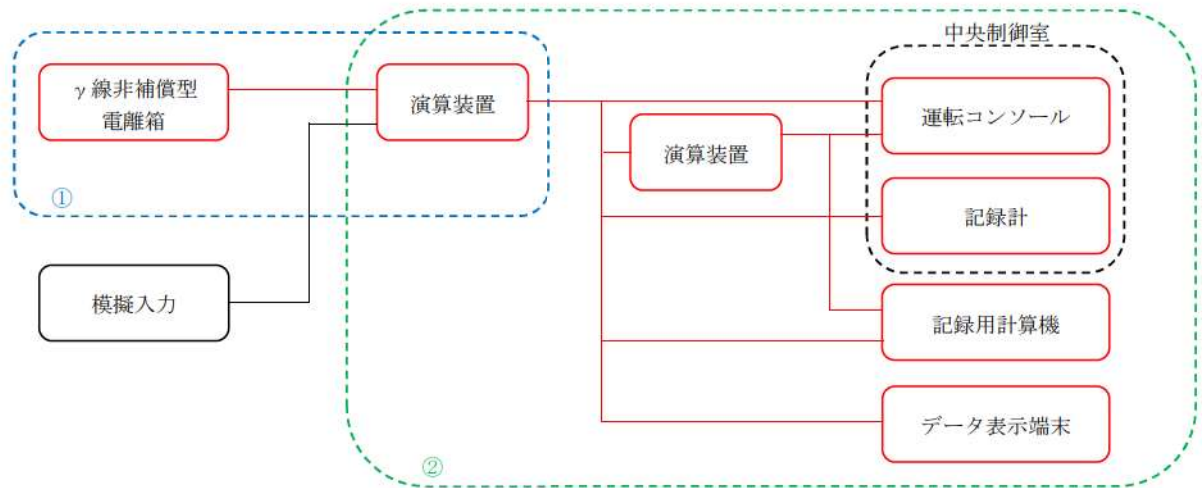 中央制御室
γ線非補償型
電離箱
演算装置
運転コンソール
演算装置
①
記録計
模擬入力
記録用計算機
データ表示端末
②